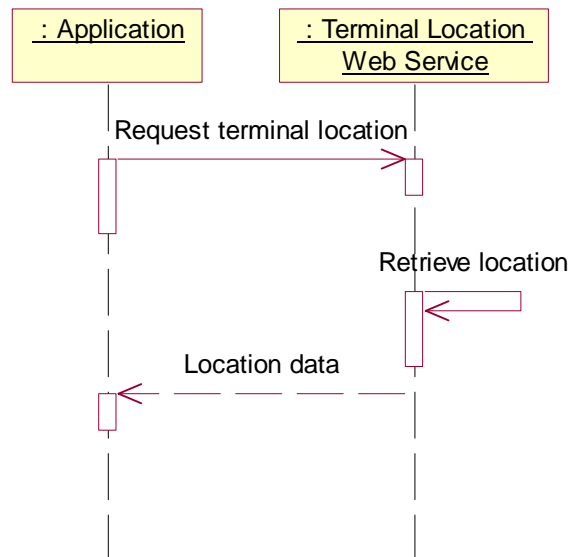 : Application
: Terminal Location
Web Service
Request terminal location
Retrieve location
Location data